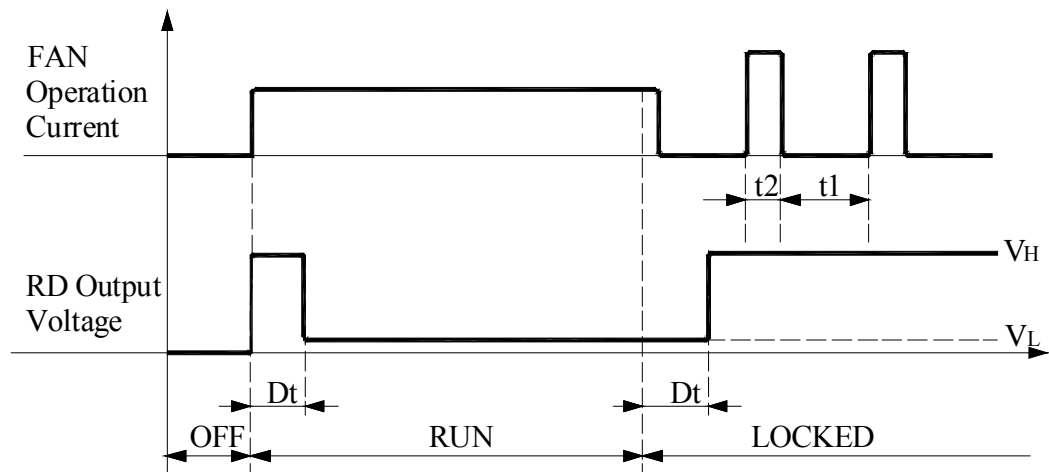 FAN
Operation
Current
t2
t1
VH
RD Output
Voltage
VL
Dt
Dt
OFF
RUN
LOCKED